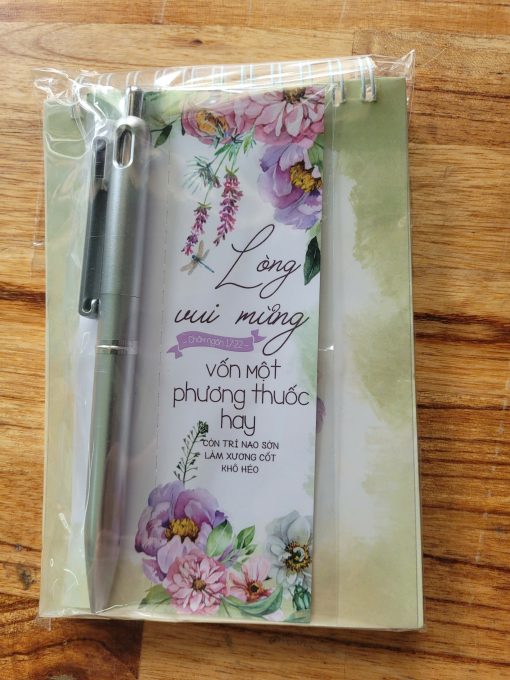 Lòng
vui mừng
- Châm ngôn 17:22 -
vốn một
phương thuốc
hay
CÒN TRÍ NAO SỜN
LÀM XƯƠNG CỐT
KHÔ HÉO